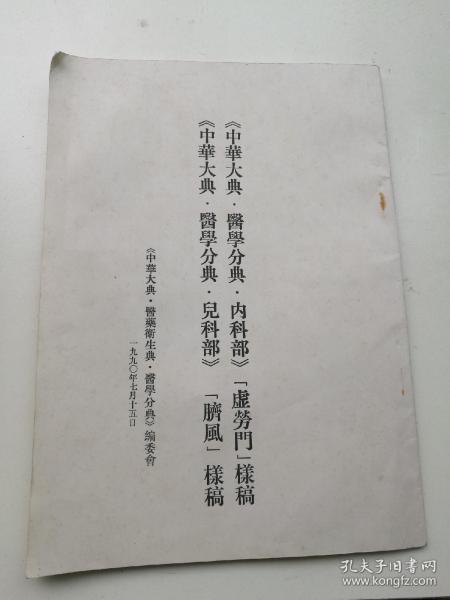 《中華大典·醫學分典·内科部》「虛勞門」樣稿
《中華大典·醫學分典·兒科部》「臍風」樣稿
《中華大典·醫藥衛生典·醫學分典》編委會
一九九〇年七月十五日
孔夫子旧书网
www.kongfz.com